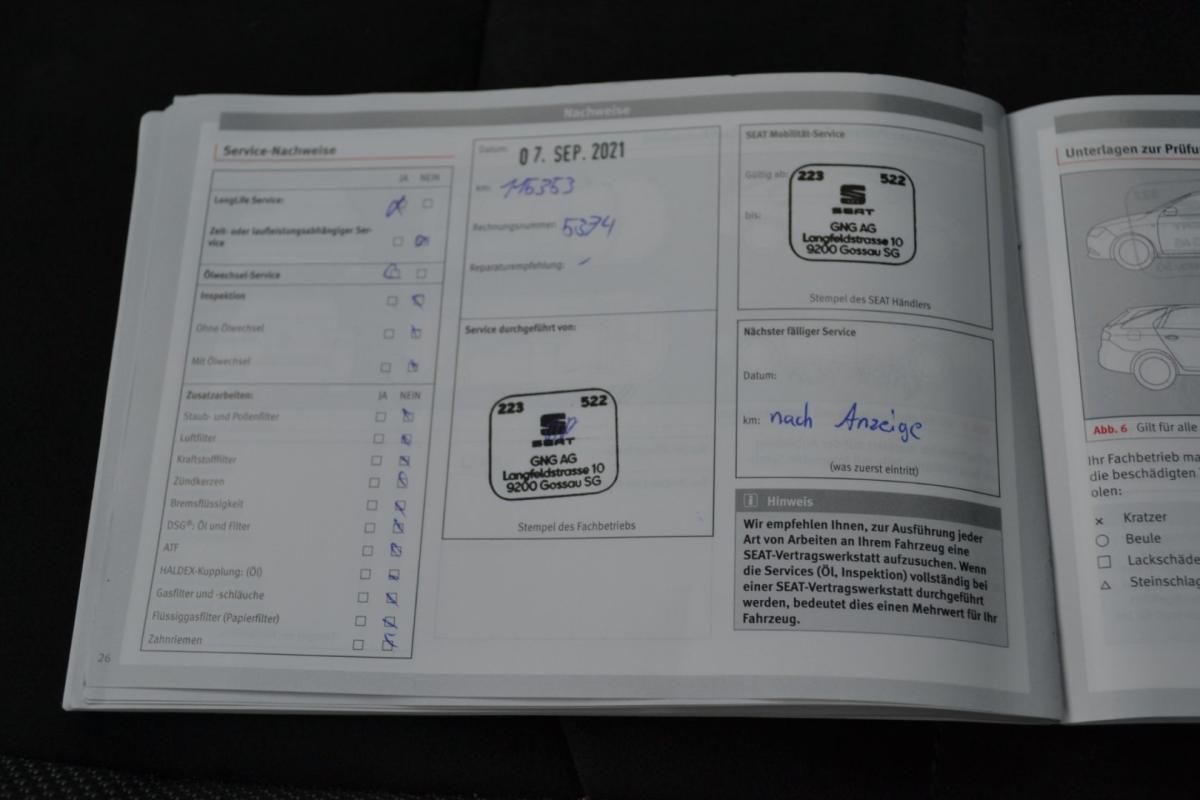 Nachweise
Service-Nachweise
JA NEIN
LongLife Service:
Zeit- oder laufleistungsabhängiger Ser-
vice
Ölwechsel-Service
Inspektion
Ohne Ölwechsel
Mit Ölwechsel
Zusatzarbeiten: JA NEIN
Staub- und Pollenfilter
Luftfilter
Kraftstofffilter
Zündkerzen
Bremsflüssigkeit
DSG®: Öl und Filter
ATF
HALDEX-Kupplung: (Öl)
Gasfilter und -schläuche
Flüssiggasfilter (Papierfilter)
Zahnriemen
26
Datum: 07. SEP. 2021
km: 115353
Rechnungsnummer: 5374
Reparaturempfehlung:
Service durchgeführt von:
223 522
SEAT
GNG AG
Langfeldstrasse 10
9200 Gossau SG
Stempel des Fachbetriebs
SEAT Mobilität-Service
Gültig ab:
bis:
223 522
SEAT
GNG AG
Langfeldstrasse 10
9200 Gossau SG
Stempel des SEAT Händlers
Nächster fälliger Service
Datum:
km: nach Anzeige
(was zuerst eintritt)
Hinweis
Wir empfehlen Ihnen, zur Ausführung jeder
Art von Arbeiten an Ihrem Fahrzeug eine
SEAT-Vertragswerkstatt aufzusuchen. Wenn
die Services (Öl, Inspektion) vollständig bei
einer SEAT-Vertragswerkstatt durchgeführt
werden, bedeutet dies einen Mehrwert für Ihr
Fahrzeug.
Unterlagen zur Prüfu
Abb. 6 Gilt für alle
Ihr Fachbetrieb ma
die beschädigten
olen:
Kratzer
Beule
Lackschäde
Steinschlag